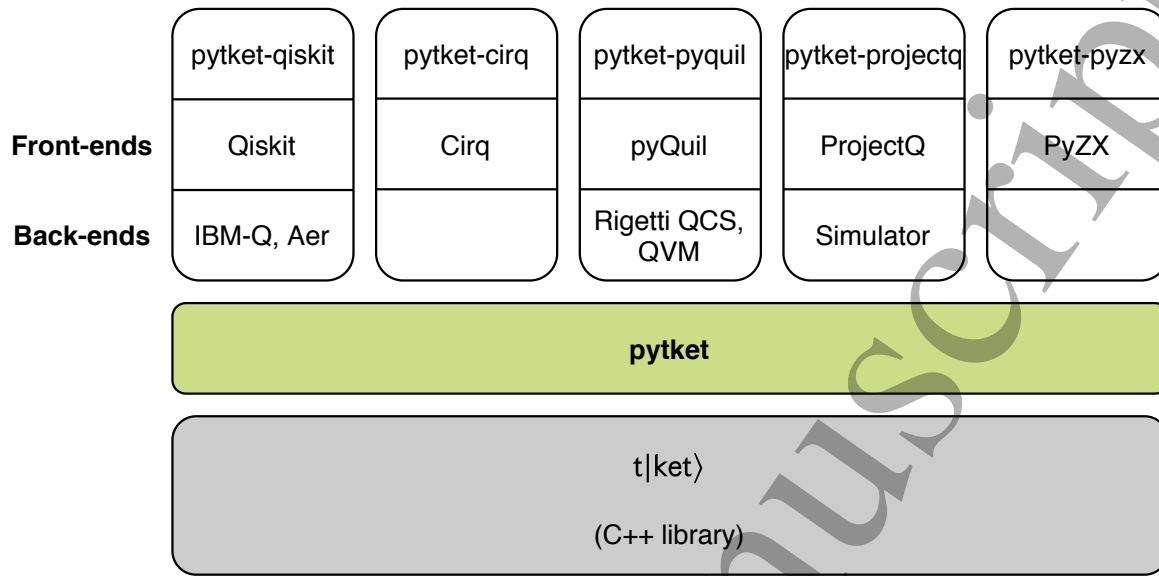 pytket-qiskit pytket-cirq pytket-pyquil pytket-projectq pytket-pyzx
Front-ends Qiskit Cirq pyQuil ProjectQ PyZX
Back-ends IBM-Q, Aer Rigetti QCS, QVM Simulator
pytket
t|ket⟩
(C++ library)